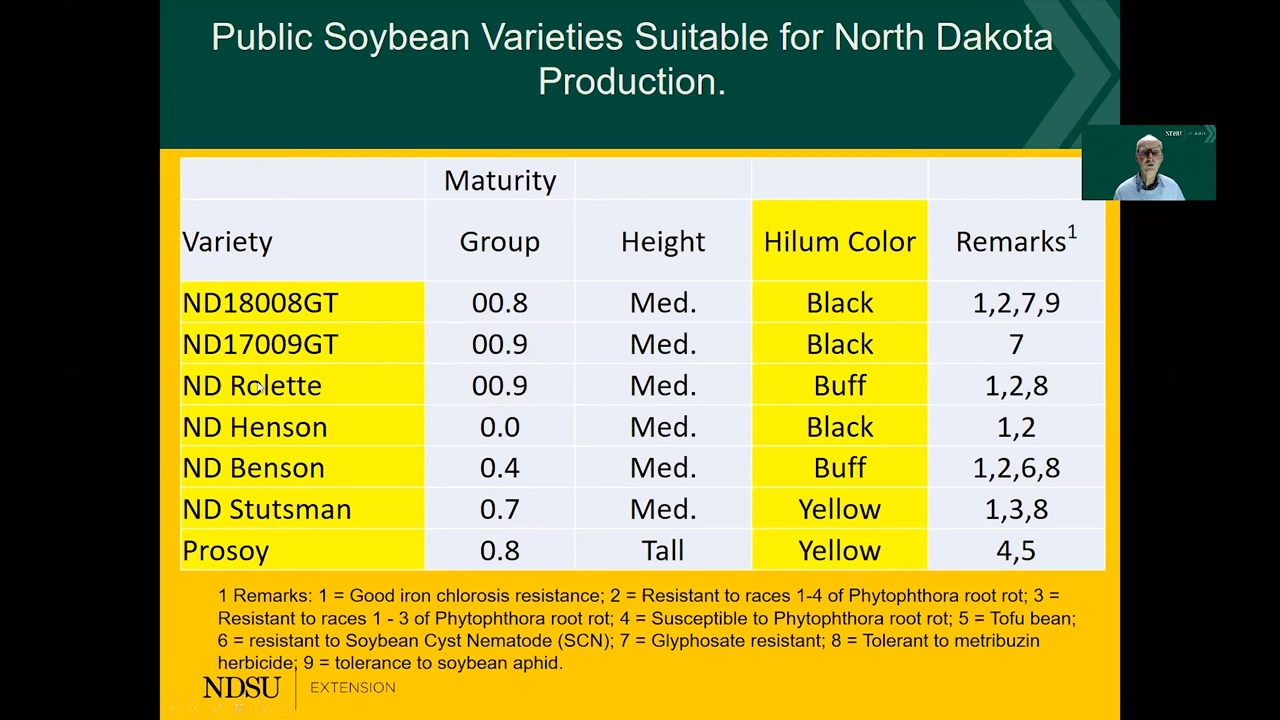 Public Soybean Varieties Suitable for North Dakota
Production.
NDSU
Maturity
Variety Group Height Hilum Color Remarks1
ND18008GT 00.8 Med. Black 1,2,7,9
ND17009GT 00.9 Med. Black 7
ND Rolette 00.9 Med. Buff 1,2,8
ND Henson 0.0 Med. Black 1,2
ND Benson 0.4 Med. Buff 1,2,6,8
ND Stutsman 0.7 Med. Yellow 1,3,8
Prosoy 0.8 Tall Yellow 4,5
1 Remarks: 1 = Good iron chlorosis resistance; 2 = Resistant to races 1-4 of Phytophthora root rot; 3 =
Resistant to races 1 - 3 of Phytophthora root rot; 4 = Susceptible to Phytophthora root rot; 5 = Tofu bean;
6 = resistant to Soybean Cyst Nematode (SCN); 7 = Glyphosate resistant; 8 = Tolerant to metribuzin
herbicide; 9 = tolerance to soybean aphid.
NDSU EXTENSION